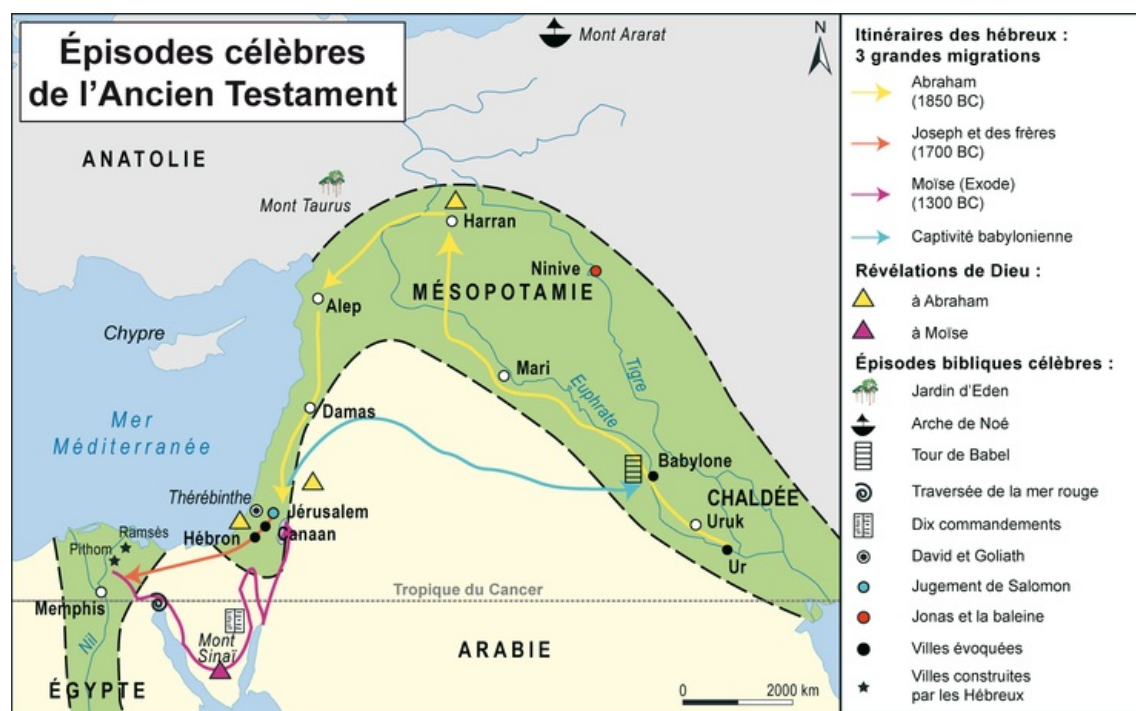 Épisodes célèbres
de l'Ancien Testament
Mont Ararat
N
ANATOLIE
Mont Taurus
Harran
Ninive
MÉSOPOTAMIE
Alep
Chypre
Mari
Euphrate
Tigre
Damas
Mer
Méditerranée
Babylone
Thérébinthe
CHALDÉE
Jérusalem
Uruk
Canaan
Hébron
Ramsès
Pithom
Ur
Tropique du Cancer
Memphis
Mont
Sinaï
ARABIE
Nil
ÉGYPTE
0 2000 km
Itinéraires des hébreux :
3 grandes migrations
Abraham
(1850 BC)
Joseph et des frères
(1700 BC)
Moïse (Exode)
(1300 BC)
Captivité babylonienne
Révélations de Dieu :
à Abraham
à Moïse
Épisodes bibliques célèbres :
Jardin d'Eden
Arche de Noé
Tour de Babel
Traversée de la mer rouge
Dix commandements
David et Goliath
Jugement de Salomon
Jonas et la baleine
Villes évoquées
Villes construites
par les Hébreux